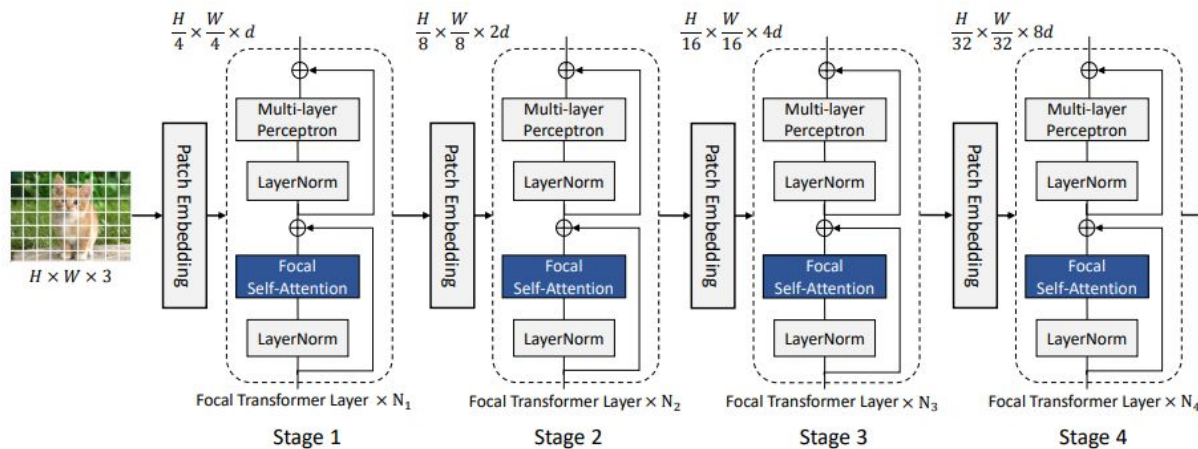 H/4 × W/4 × d
H/8 × W/8 × 2d
H/16 × W/16 × 4d
H/32 × W/32 × 8d
H × W × 3
Patch Embedding
Multi-layer
Perceptron
LayerNorm
Focal
Self-Attention
LayerNorm
Focal Transformer Layer × N₁
Stage 1
Patch Embedding
Multi-layer
Perceptron
LayerNorm
Focal
Self-Attention
LayerNorm
Focal Transformer Layer × N₂
Stage 2
Patch Embedding
Multi-layer
Perceptron
LayerNorm
Focal
Self-Attention
LayerNorm
Focal Transformer Layer × N₃
Stage 3
Patch Embedding
Multi-layer
Perceptron
LayerNorm
Focal
Self-Attention
LayerNorm
Focal Transformer Layer × N₄
Stage 4